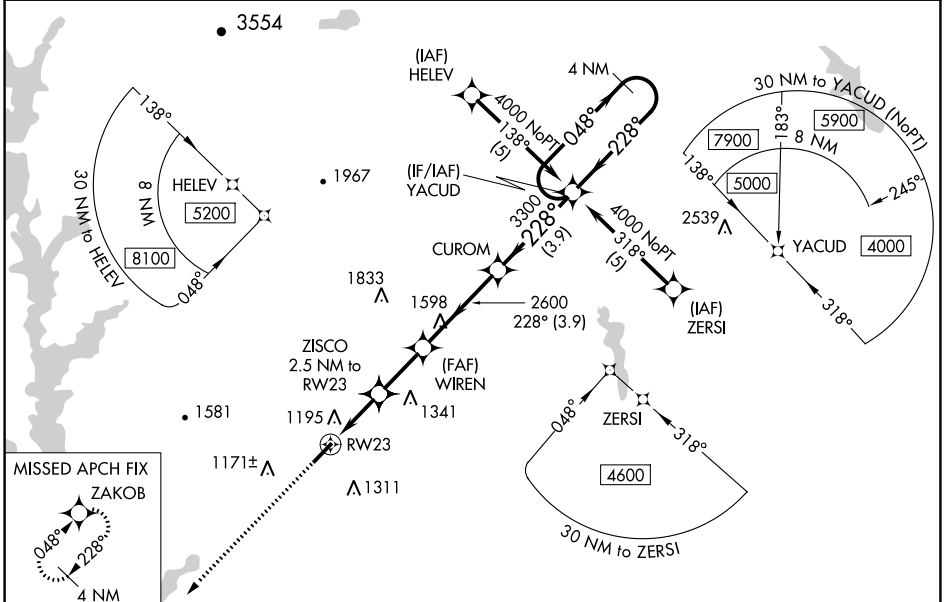 3554
(IAF)
HELEV
4 NM
4000 NoPT
138°
(5)
048°
228°
(IF/IAF)
YACUD
3300
228°
(3.9)
4000 NoPT
318°
(5)
(IAF)
ZERSI
CUROM
2600
228° (3.9)
1967
1833
1598
(FAF)
WIREN
ZISCO
2.5 NM to
RW23
1341
1195
RW23
1581
1171±
1311
138°
HELEV
5200
8 NM
8100
30 NM to HELEV
048°
30 NM to YACUD (NoPT)
5900
7900
183°
8 NM
138°
5000
245°
2539
YACUD
4000
318°
048°
ZERSI
318°
4600
30 NM to ZERSI
MISSED APCH FIX
ZAKOB
048°
228°
4 NM